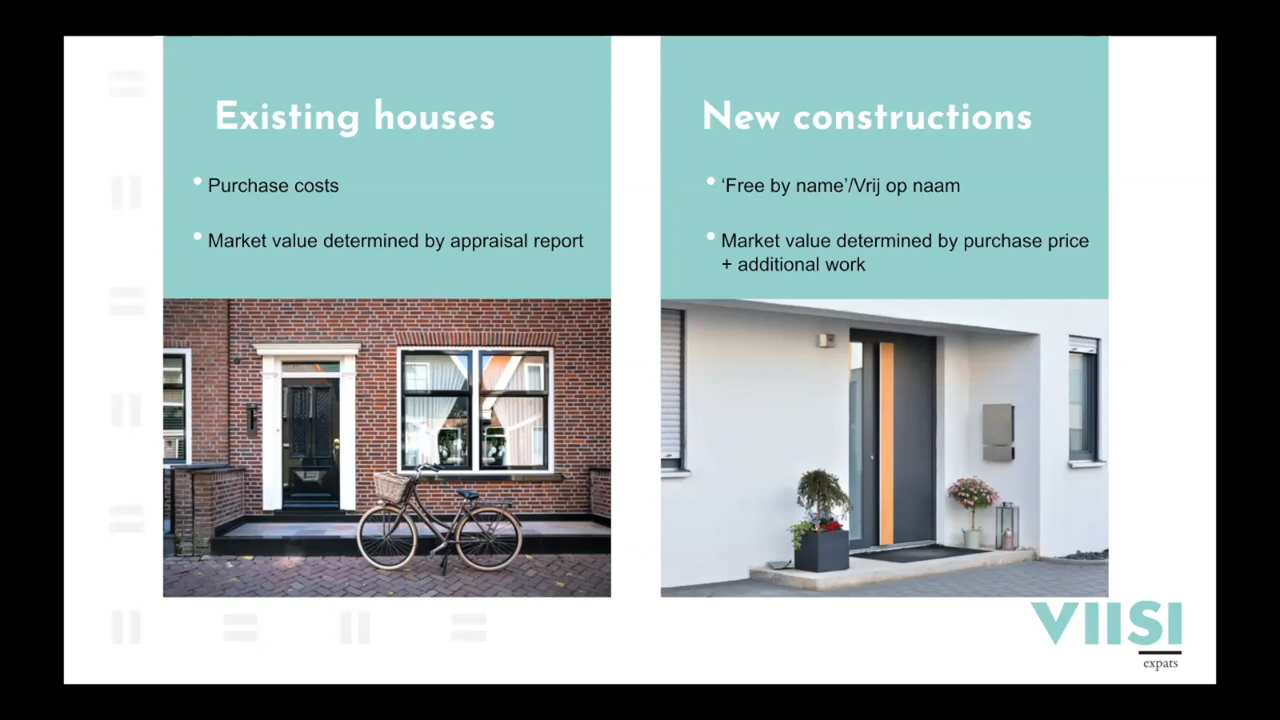 Existing houses
Purchase costs
Market value determined by appraisal report
New constructions
‘Free by name’/Vrij op naam
Market value determined by purchase price
+ additional work
VIISI
expats